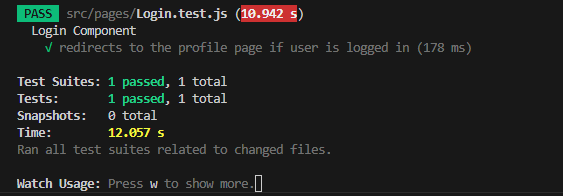 PASS src/pages/Login.test.js (10.942 s)
Login Component
√ redirects to the profile page if user is logged in (178 ms)
Test Suites: 1 passed, 1 total
Tests: 1 passed, 1 total
Snapshots: 0 total
Time: 12.057 s
Ran all test suites related to changed files.
Watch Usage: Press w to show more.